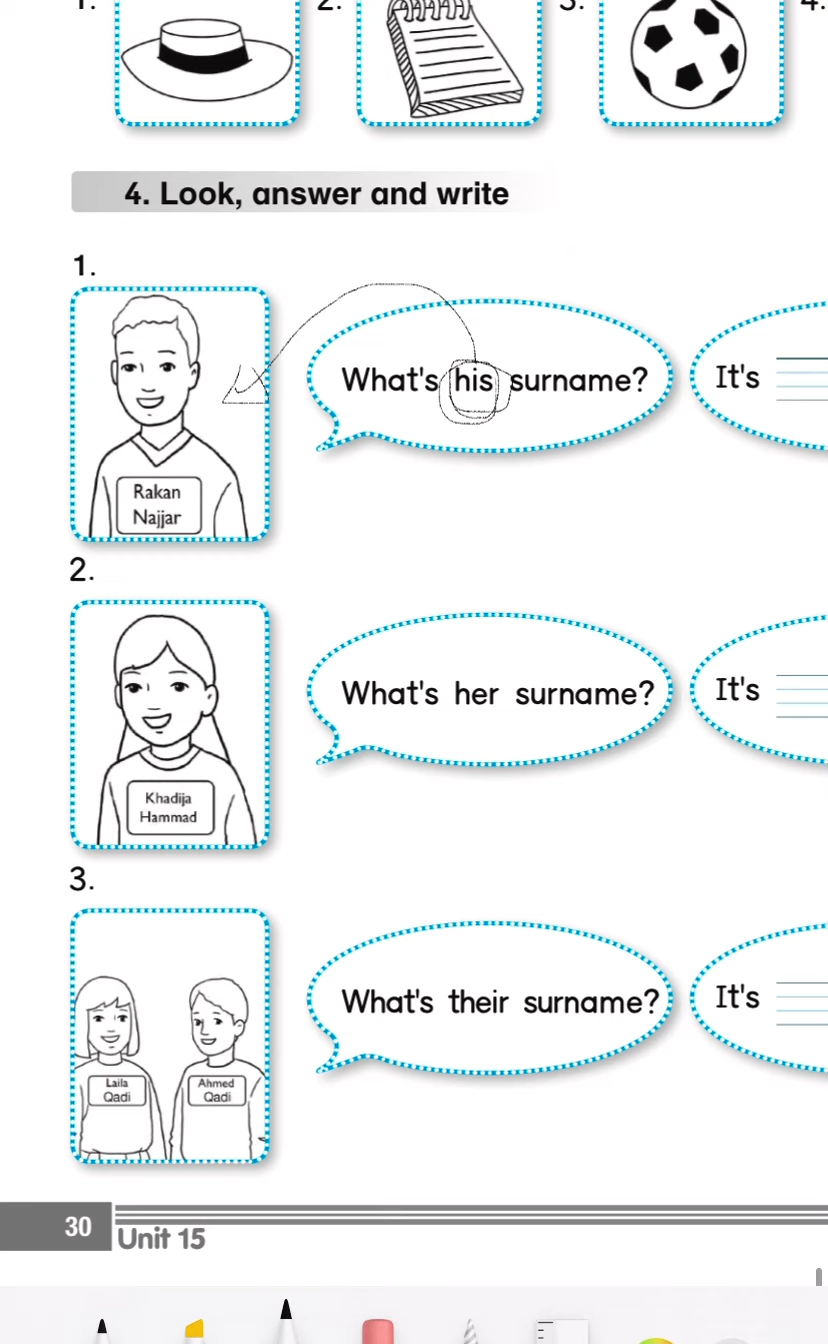 1. 2. 3. 4.
4. Look, answer and write
1.
What's his surname? It's
Rakan
Najjar
2.
What's her surname? It's
Khadija
Hammad
3.
What's their surname? It's
Laila
Qadi
Ahmed
Qadi
30
Unit 15